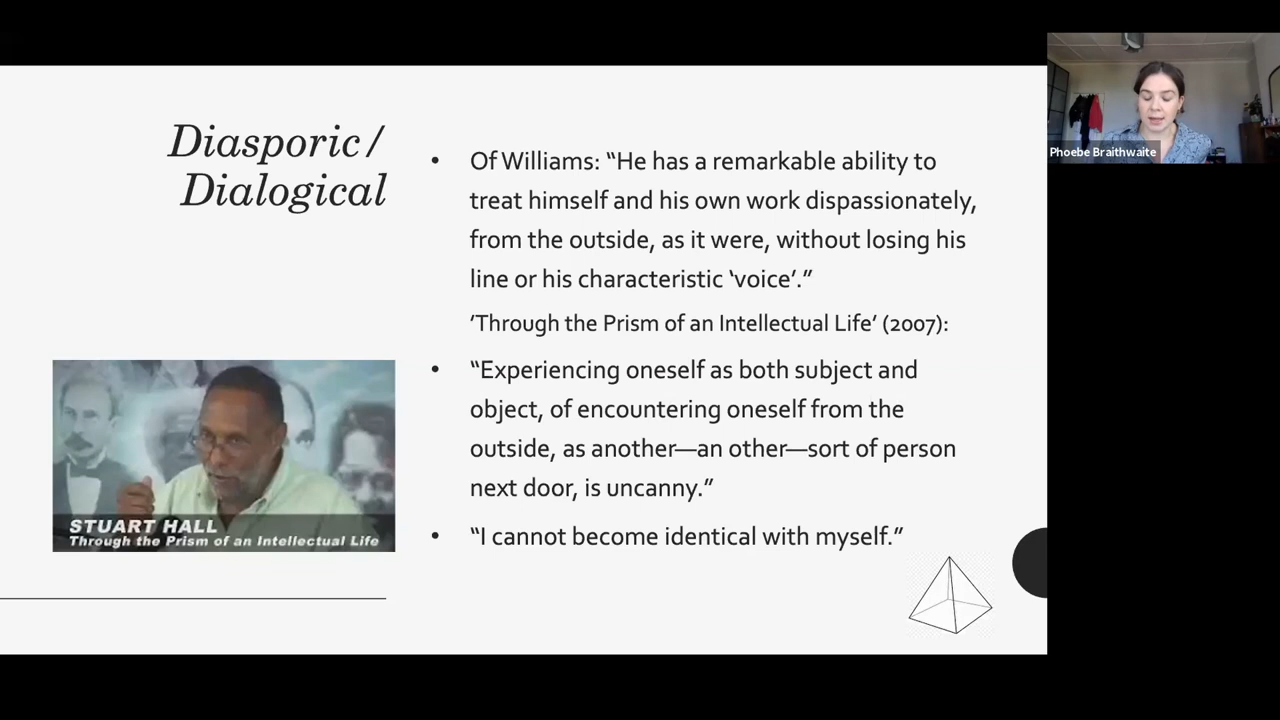 Diasporic/
Dialogical
• Of Williams: “He has a remarkable ability to
treat himself and his own work dispassionately,
from the outside, as it were, without losing his
line or his characteristic ‘voice’.”
’Through the Prism of an Intellectual Life’ (2007):
• “Experiencing oneself as both subject and
object, of encountering oneself from the
outside, as another—an other—sort of person
next door, is uncanny.”
• “I cannot become identical with myself.”
STUART HALL
Through the Prism of an Intellectual Life
Phoebe Braithwaite